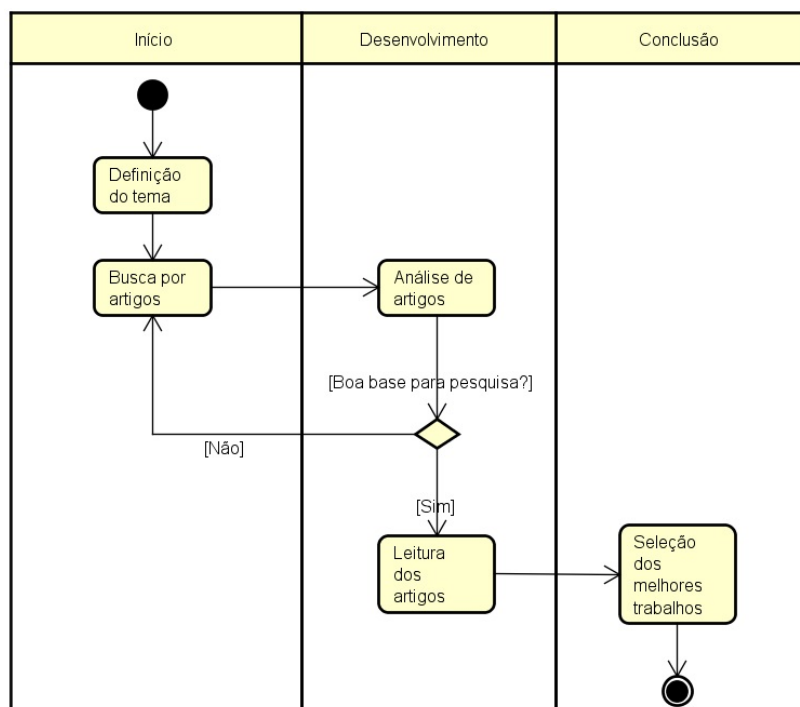 Início
Desenvolvimento
Conclusão
Definição
do tema
Busca por
artigos
Análise de
artigos
[Boa base para pesquisa?]
[Não]
[Sim]
Leitura
dos
artigos
Seleção
dos
melhores
trabalhos